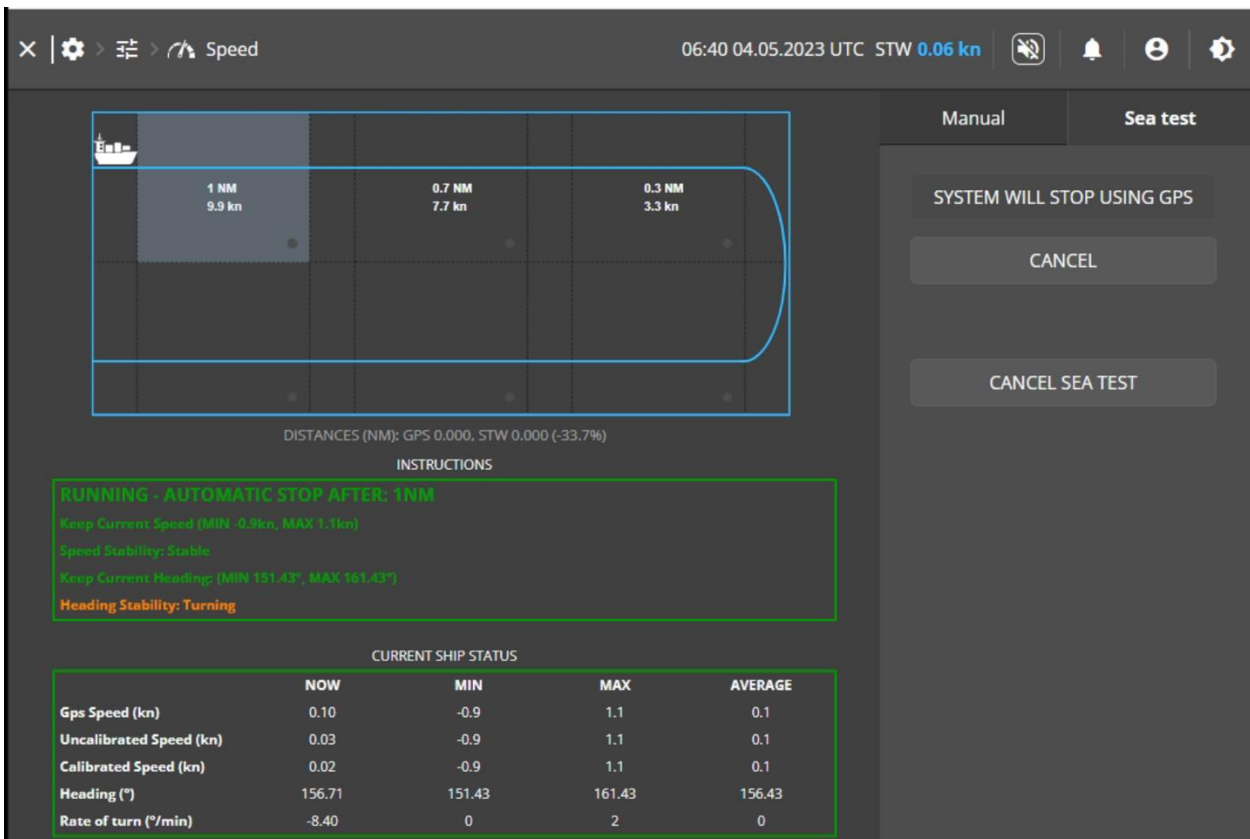 Speed
06:40 04.05.2023 UTC STW 0.06 kn
Manual Sea test
1 NM 0.7 NM 0.3 NM
9.9 kn 7.7 kn 3.3 kn
SYSTEM WILL STOP USING GPS
CANCEL
CANCEL SEA TEST
DISTANCES (NM): GPS 0.000, STW 0.000 (-33.7%)
INSTRUCTIONS
RUNNING - AUTOMATIC STOP AFTER: 1NM
Keep Current Speed (MIN -0.9kn, MAX 1.1kn)
Speed Stability: Stable
Keep Current Heading: (MIN 151.43°, MAX 161.43°)
Heading Stability: Turning
CURRENT SHIP STATUS
NOW MIN MAX AVERAGE
Gps Speed (kn) 0.10 -0.9 1.1 0.1
Uncalibrated Speed (kn) 0.03 -0.9 1.1 0.1
Calibrated Speed (kn) 0.02 -0.9 1.1 0.1
Heading (°) 156.71 151.43 161.43 156.43
Rate of turn (°/min) -8.40 0 2 0